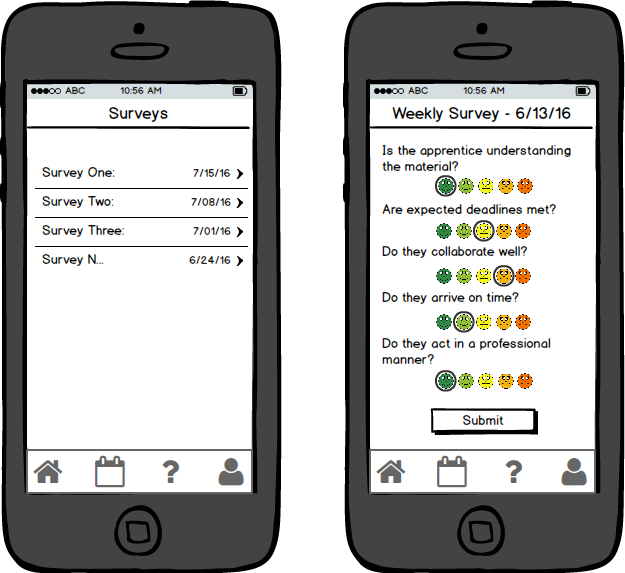 ABC 10:56 AM
Surveys
Survey One: 7/15/16
Survey Two: 7/08/16
Survey Three: 7/01/16
Survey N... 6/24/16
?
ABC 10:56 AM
Weekly Survey - 6/13/16
Is the apprentice understanding
the material?
Are expected deadlines met?
Do they collaborate well?
Do they arrive on time?
Do they act in a professional
manner?
Submit
?